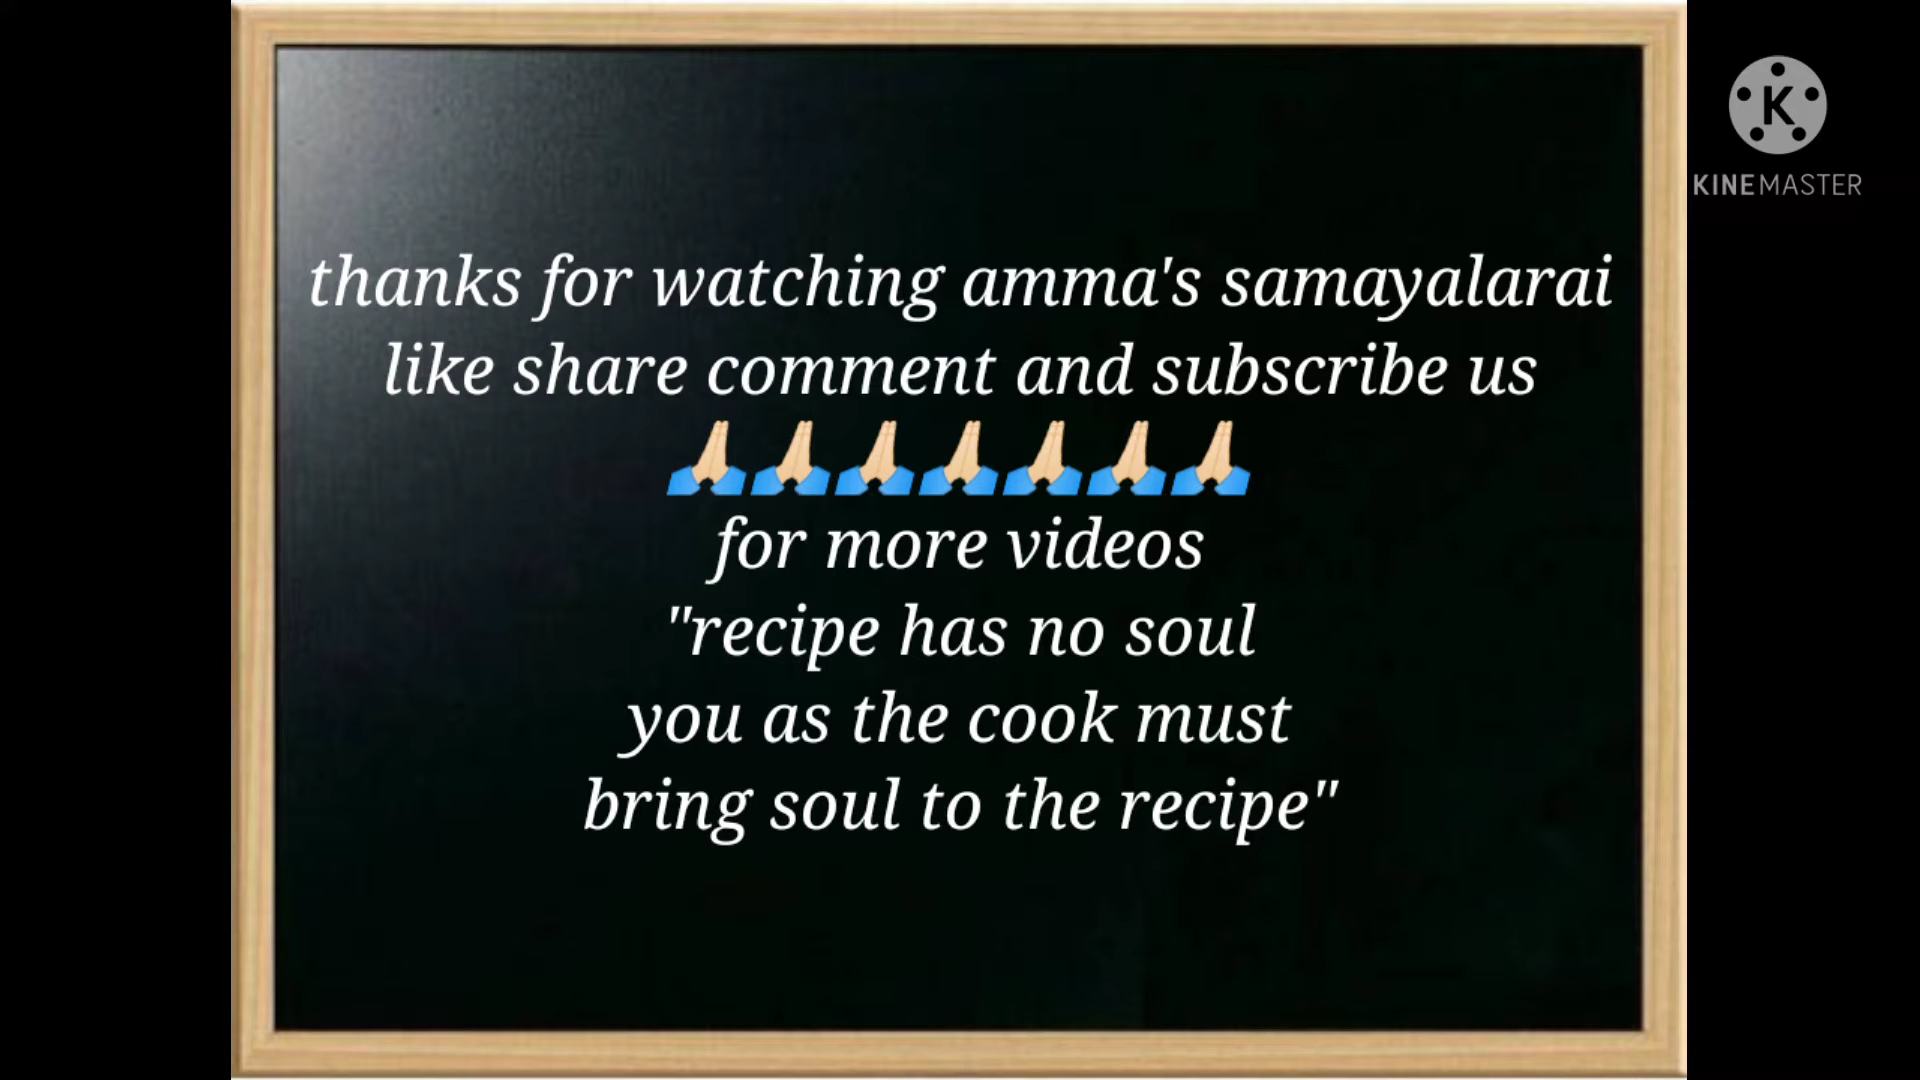 thanks for watching amma's samayalarai
like share comment and subscribe us
🙏🏻🙏🏻🙏🏻🙏🏻🙏🏻🙏🏻🙏🏻
for more videos
"recipe has no soul
you as the cook must
bring soul to the recipe"
K
KINEMASTER